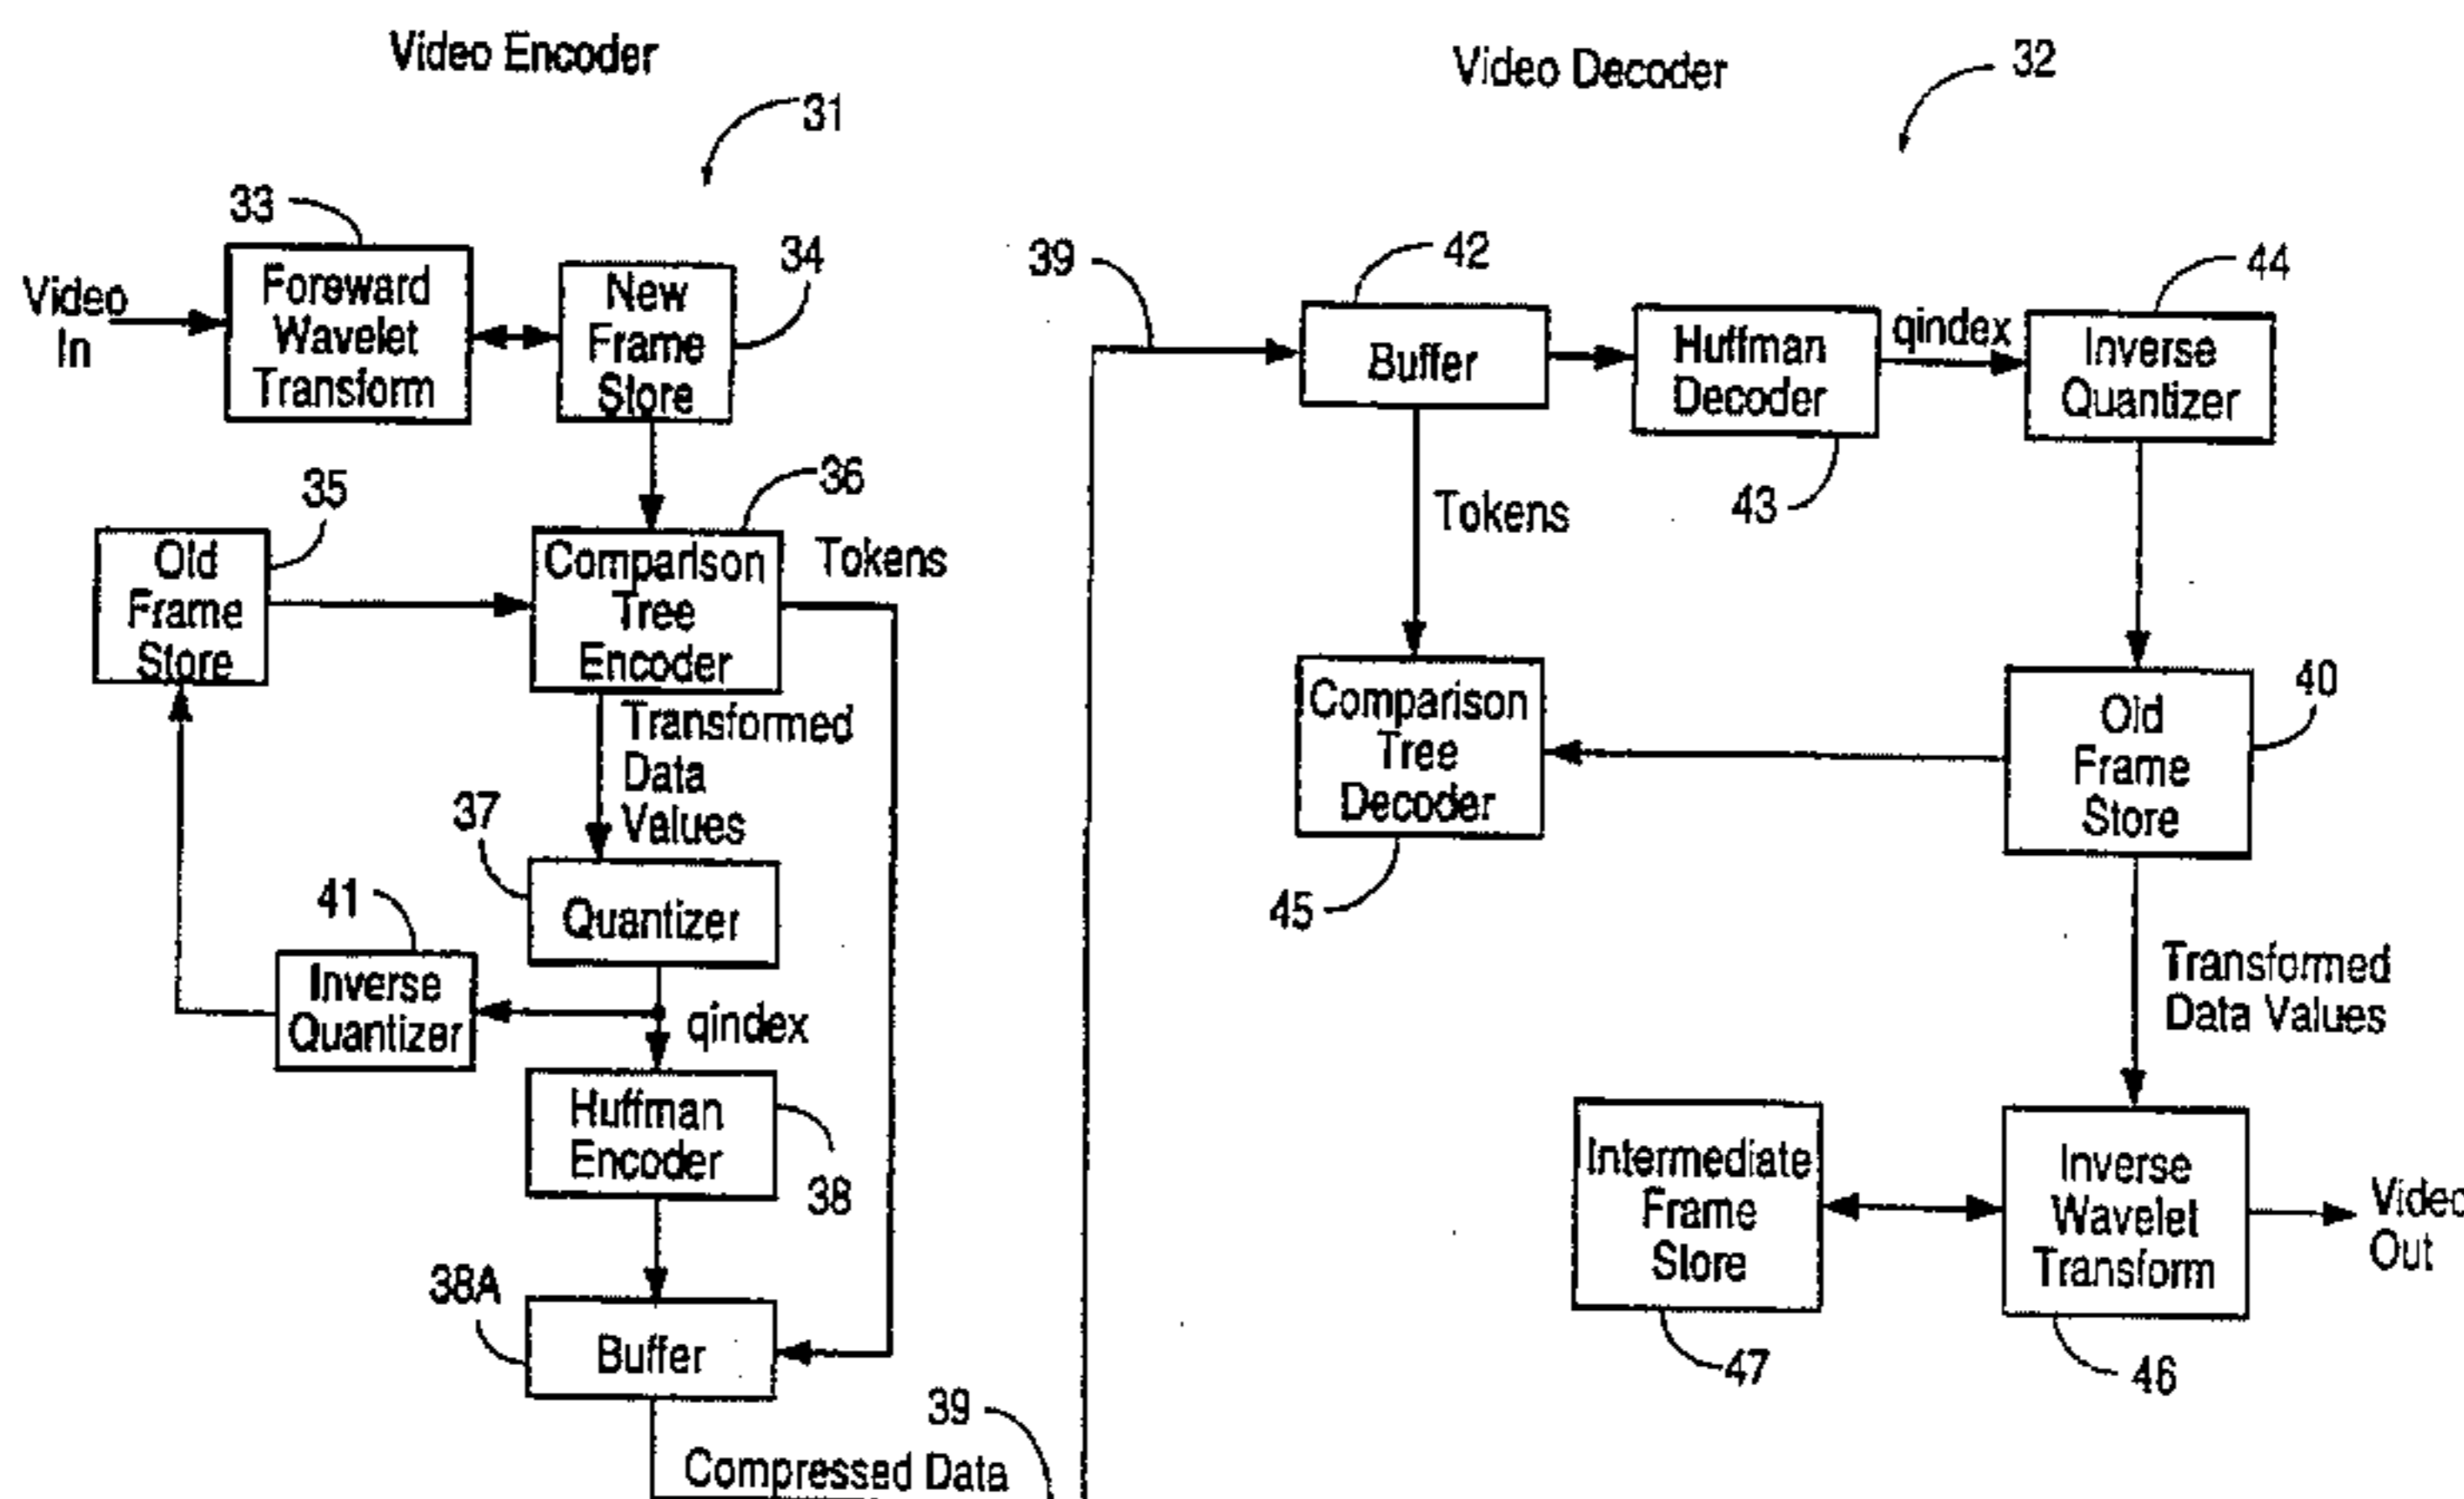 Video Encoder
31
33
Video
In
Foreward
Wavelet
Transform
New
Frame
Store
34
35
Old
Frame
Store
36
Comparison
Tree
Encoder
Tokens
Transformed
Data
Values
37
Quantizer
41
Inverse
Quantizer
qindex
Huffman
Encoder
38
38A
Buffer
39
Compressed Data
Video Decoder
32
39
42
Buffer
Huffman
Decoder
43
qindex
44
Inverse
Quantizer
Tokens
Comparison
Tree
Decoder
45
Old
Frame
Store
40
Transformed
Data Values
Intermediate
Frame
Store
47
Inverse
Wavelet
Transform
46
Video
Out